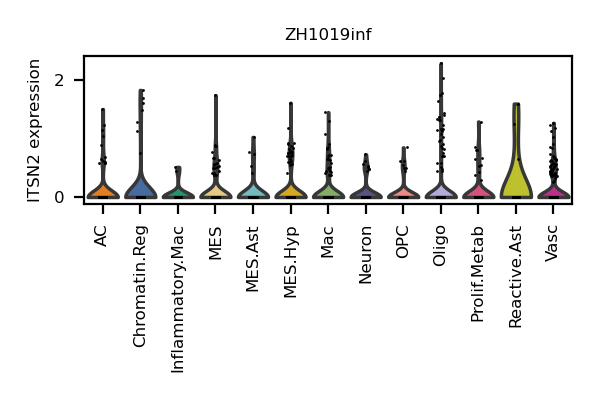 ZH1019inf
ITSN2 expression
2
0
AC
Chromatin.Reg
Inflammatory.Mac
MES
MES.Ast
MES.Hyp
Mac
Neuron
OPC
Oligo
Prolif.Metab
Reactive.Ast
Vasc